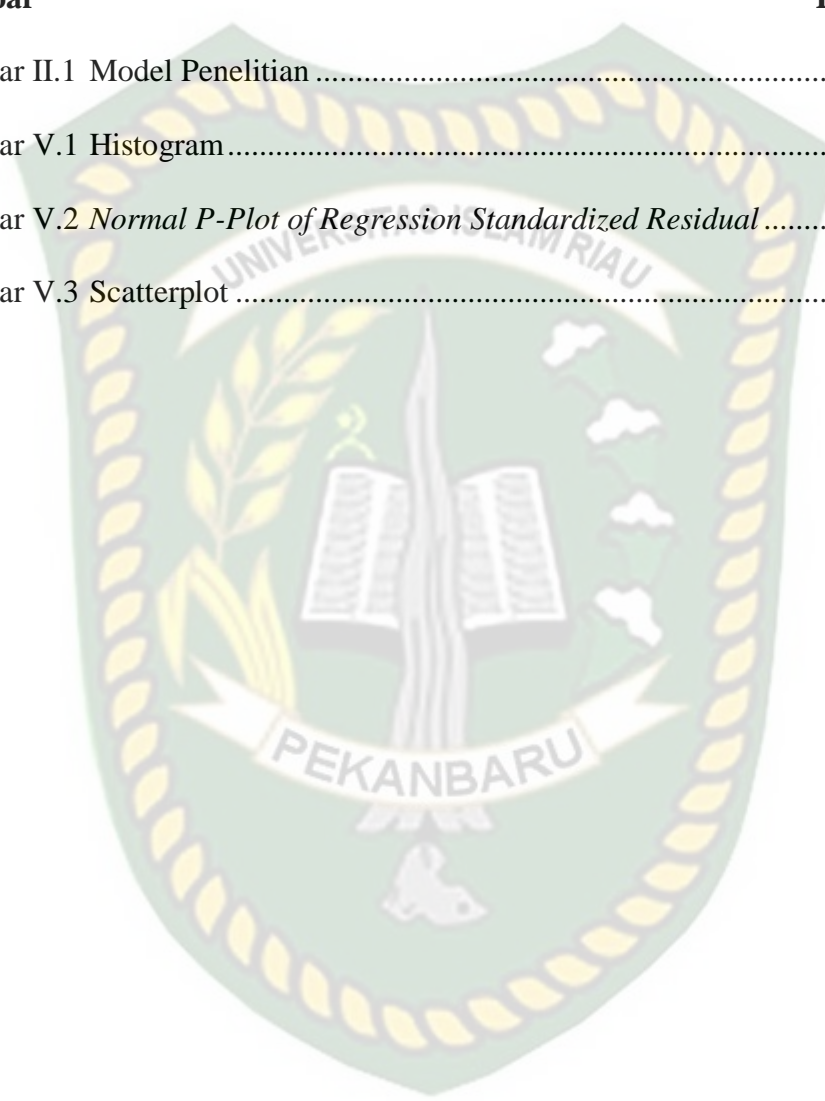 ar II.1 Model Penelitian ........................................................................
ar V.1 Histogram...................................................................................
ar V.2 Normal P-Plot of Regression Standardized Residual ........
UNIVERSITAS ISLAM RIAU
ar V.3 Scatterplot ..................................................................................
PEKANBARU